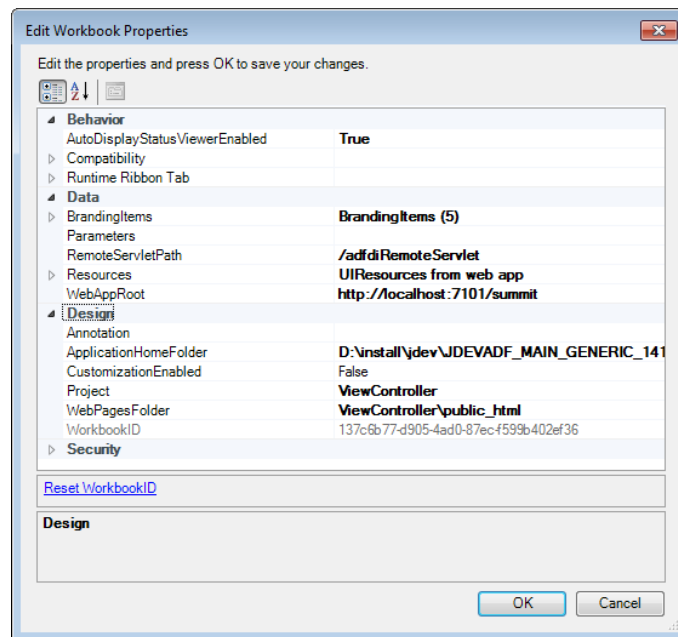 Edit Workbook Properties
Edit the properties and press OK to save your changes.
Behavior
AutoDisplayStatusViewerEnabled True
Compatibility
Runtime Ribbon Tab
Data
BrandingItems BrandingItems (5)
Parameters
RemoteServletPath /adfdiRemoteServlet
Resources UIResources from web app
WebAppRoot http://localhost:7101/summit
Design
Annotation
ApplicationHomeFolder D:\install\jdev\JDEVADF_MAIN_GENERIC_141
CustomizationEnabled False
Project ViewController
WebPagesFolder ViewController\public_html
WorkbookID 137c6b77-d905-4ad0-87ec-f599b402ef36
Security
Reset WorkbookID
Design
OK Cancel